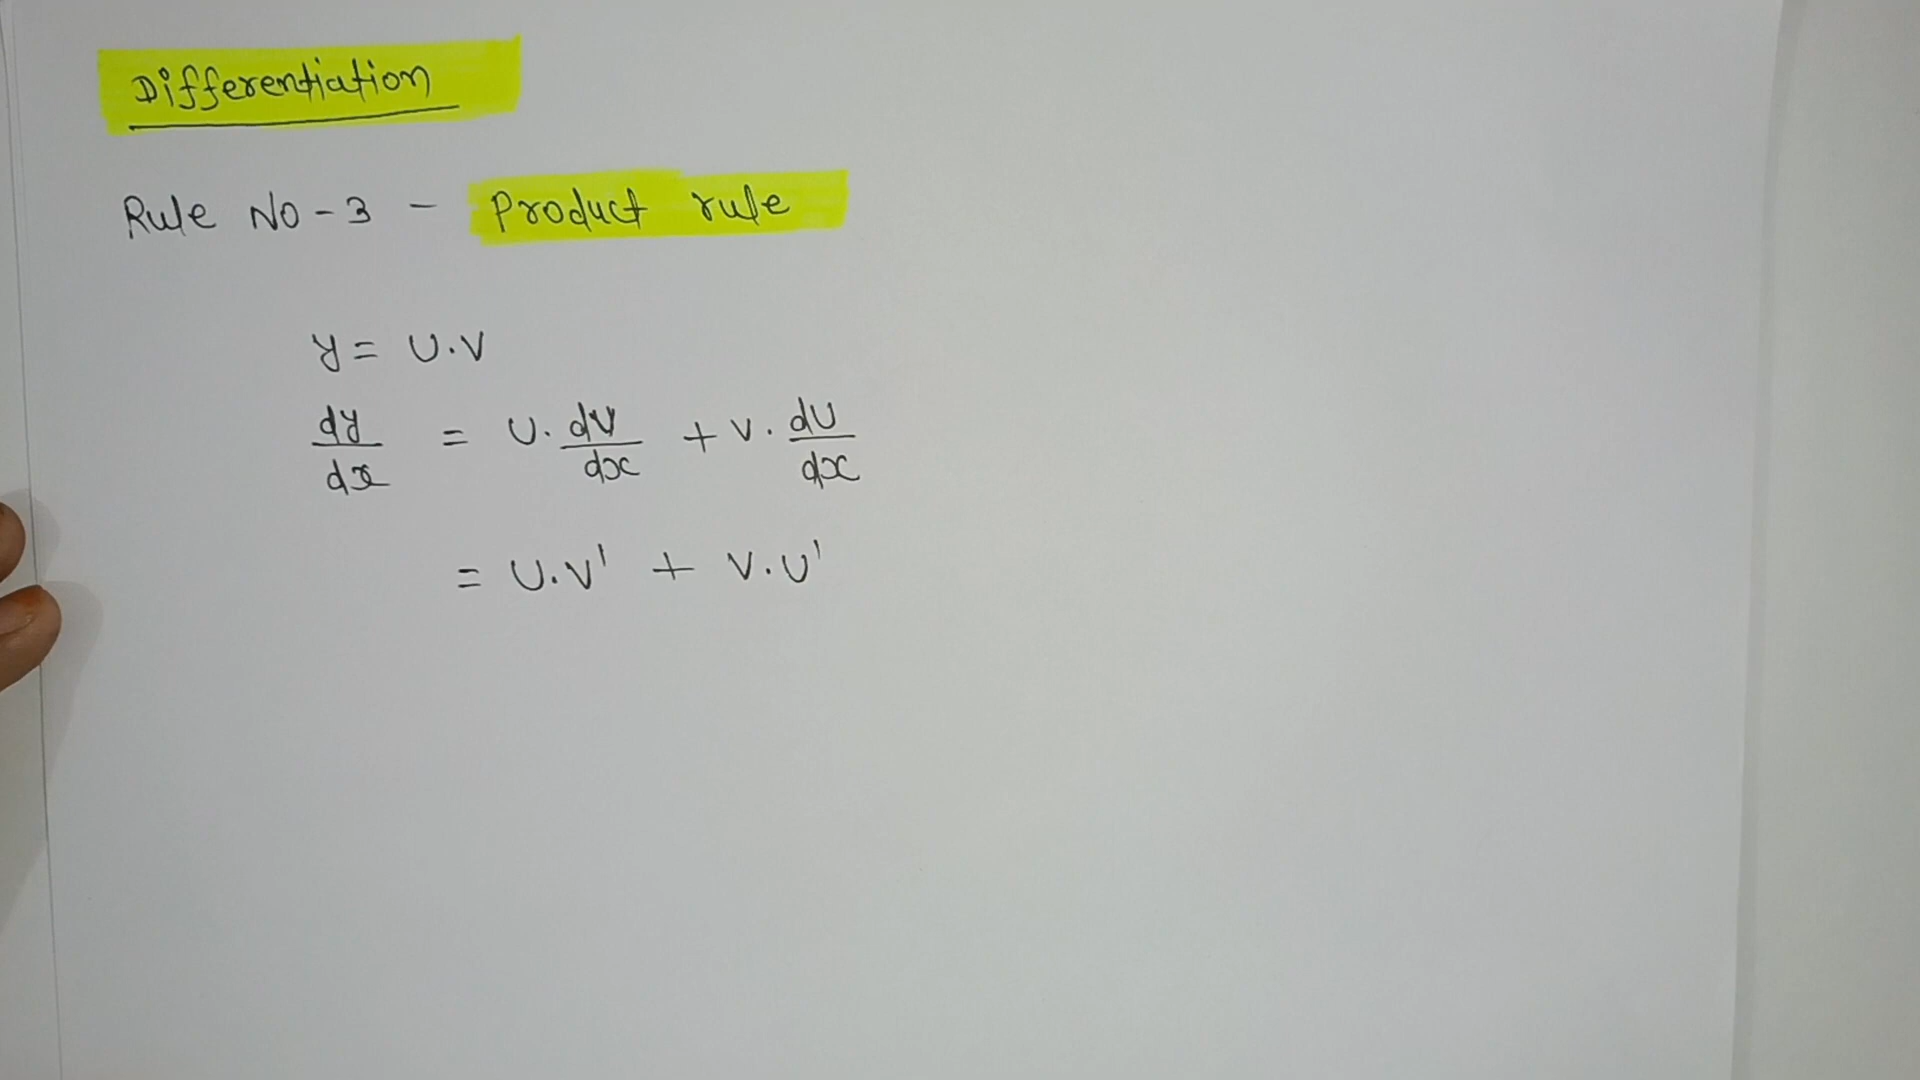 Differentiation
Rule No-3 - Product rule
y = U.V
dy/dx = U. dV/dx + V. dU/dx
= U.V' + V.U'